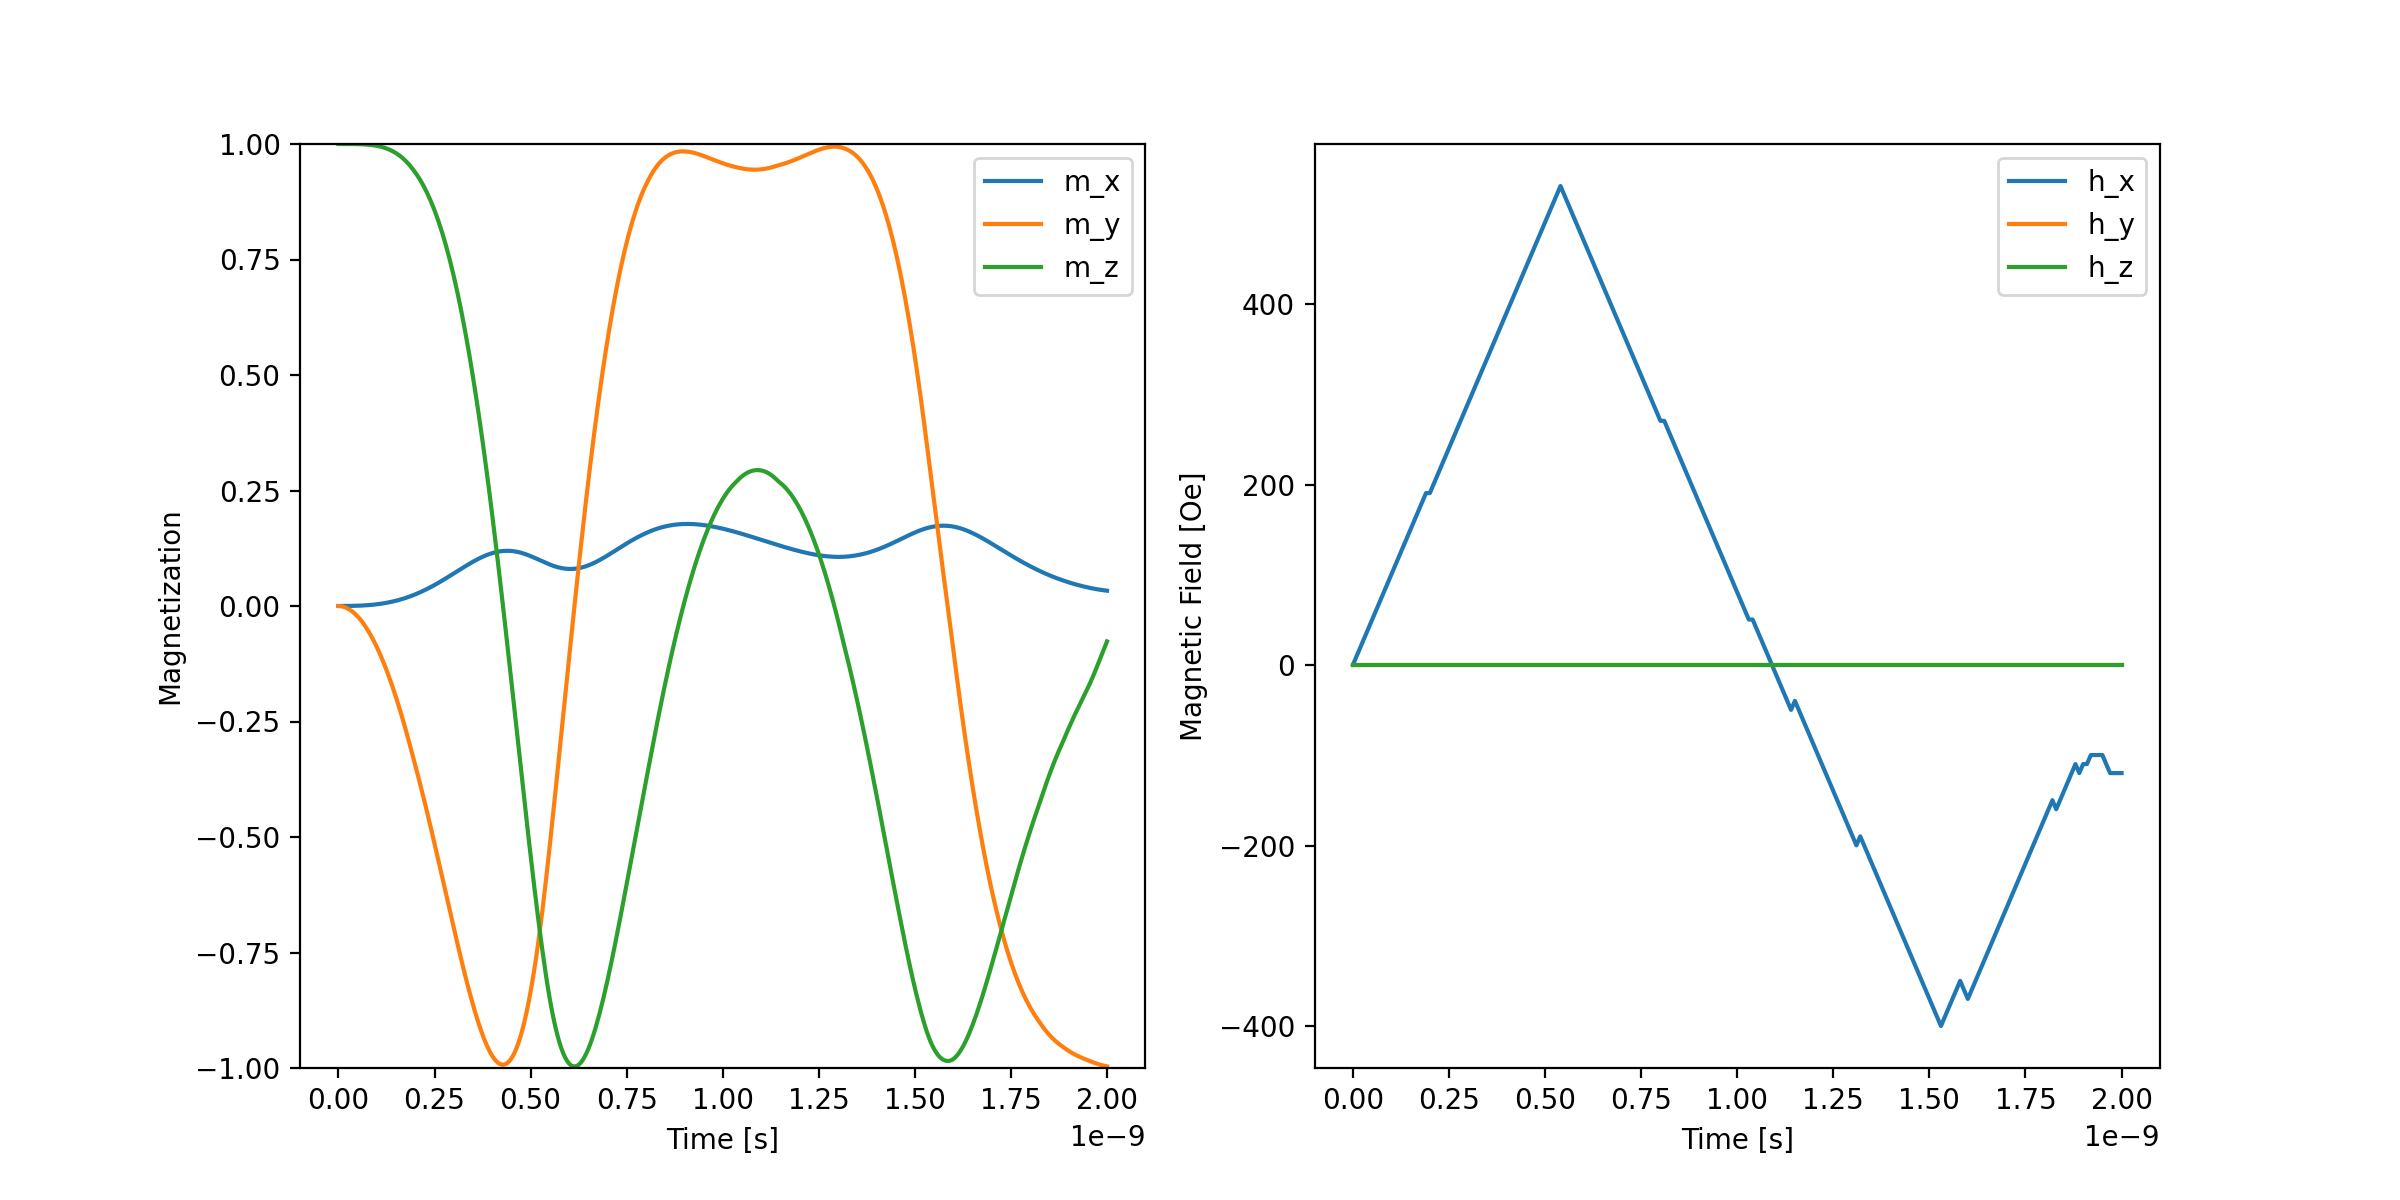 1.00
0.75
0.50
0.25
0.00
−0.25
−0.50
−0.75
−1.00
Magnetization
m_x
m_y
m_z
0.00 0.25 0.50 0.75 1.00 1.25 1.50 1.75 2.00
1e−9
Time [s]
400
200
0
−200
−400
Magnetic Field [Oe]
h_x
h_y
h_z
0.00 0.25 0.50 0.75 1.00 1.25 1.50 1.75 2.00
1e−9
Time [s]